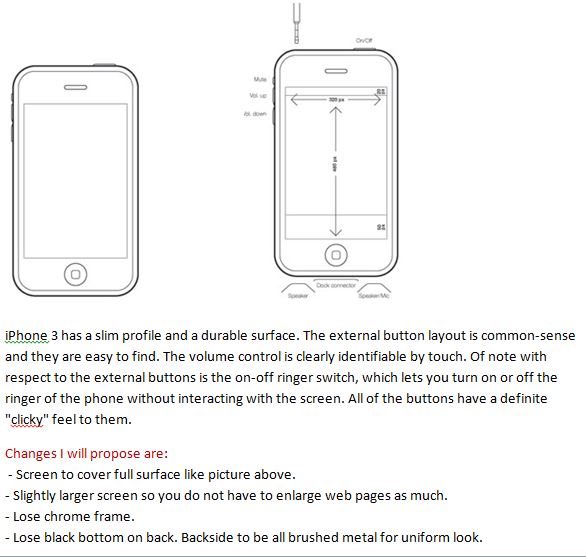 On/Off
Mute
Vol. up
Vol. down
20 px
320 px
480 px
50 px
Dock connector
Speaker
Speaker/Mic
iPhone 3 has a slim profile and a durable surface. The external button layout is common-sense
and they are easy to find. The volume control is clearly identifiable by touch. Of note with
respect to the external buttons is the on-off ringer switch, which lets you turn on or off the
ringer of the phone without interacting with the screen. All of the buttons have a definite
"clicky" feel to them.
Changes I will propose are:
- Screen to cover full surface like picture above.
- Slightly larger screen so you do not have to enlarge web pages as much.
- Lose chrome frame.
- Lose black bottom on back. Backside to be all brushed metal for uniform look.